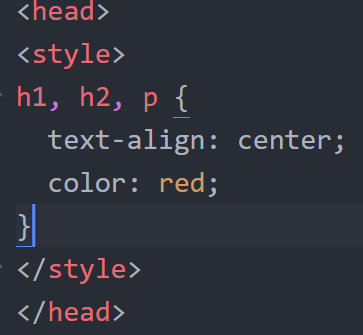 <head>
<style>
h1, h2, p {
  text-align: center;
  color: red;
}
</style>
</head>